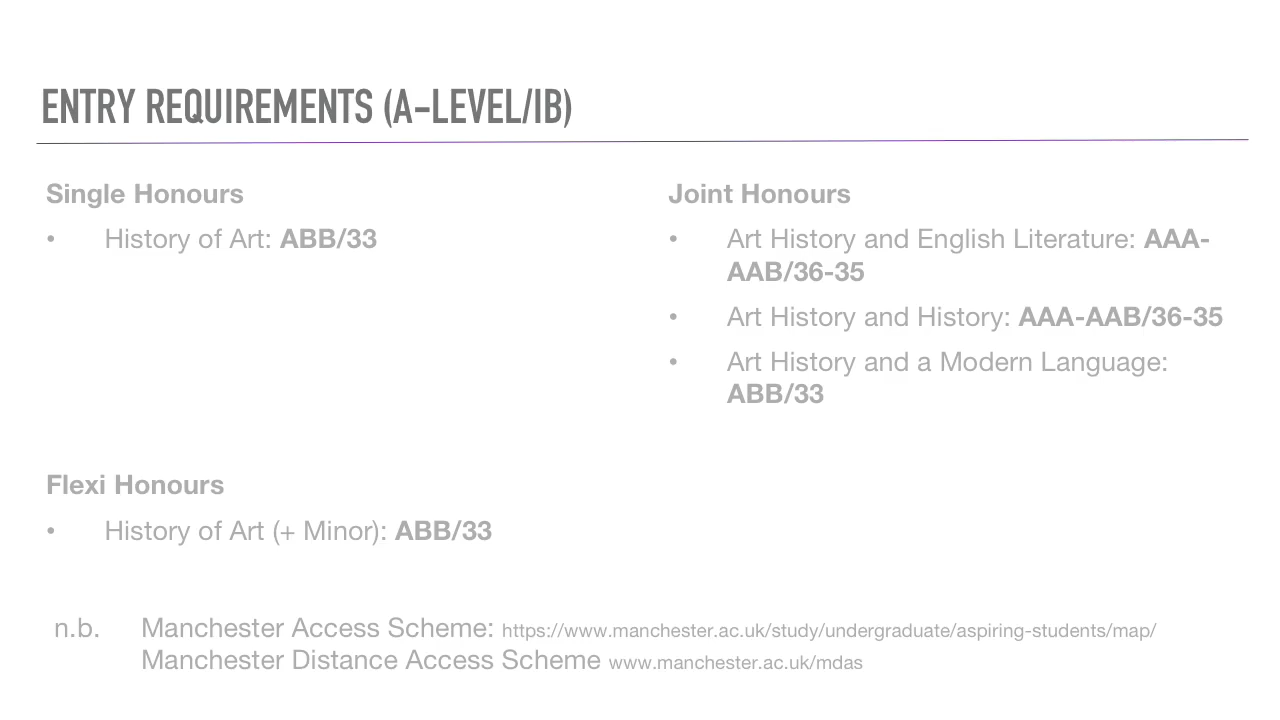 ENTRY REQUIREMENTS (A-LEVEL/IB)
Single Honours
• History of Art: ABB/33
Joint Honours
• Art History and English Literature: AAA-
AAB/36-35
• Art History and History: AAA-AAB/36-35
• Art History and a Modern Language:
ABB/33
Flexi Honours
• History of Art (+ Minor): ABB/33
n.b. Manchester Access Scheme: https://www.manchester.ac.uk/study/undergraduate/aspiring-students/map/
Manchester Distance Access Scheme www.manchester.ac.uk/mdas